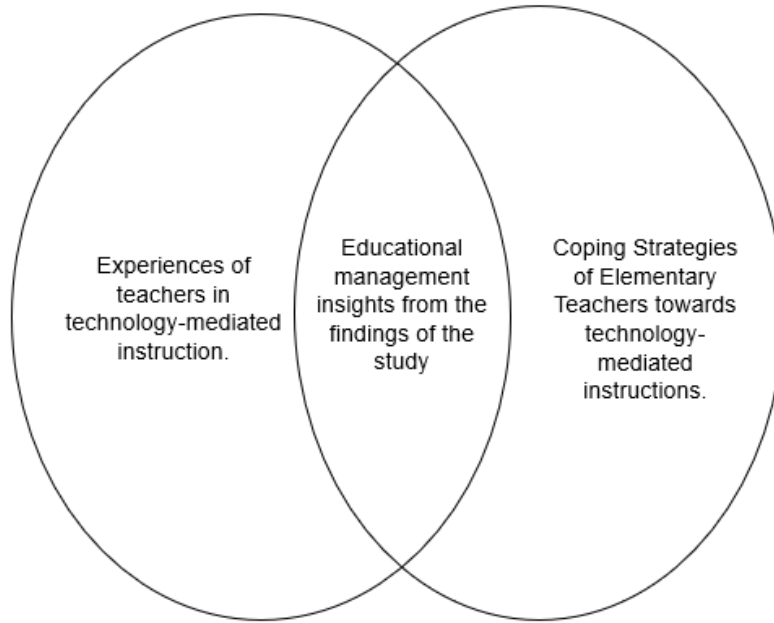 Experiences of
teachers in
technology-mediated
instruction.
Educational
management
insights from the
findings of the
study
Coping Strategies
of Elementary
Teachers towards
technology-
mediated
instructions.